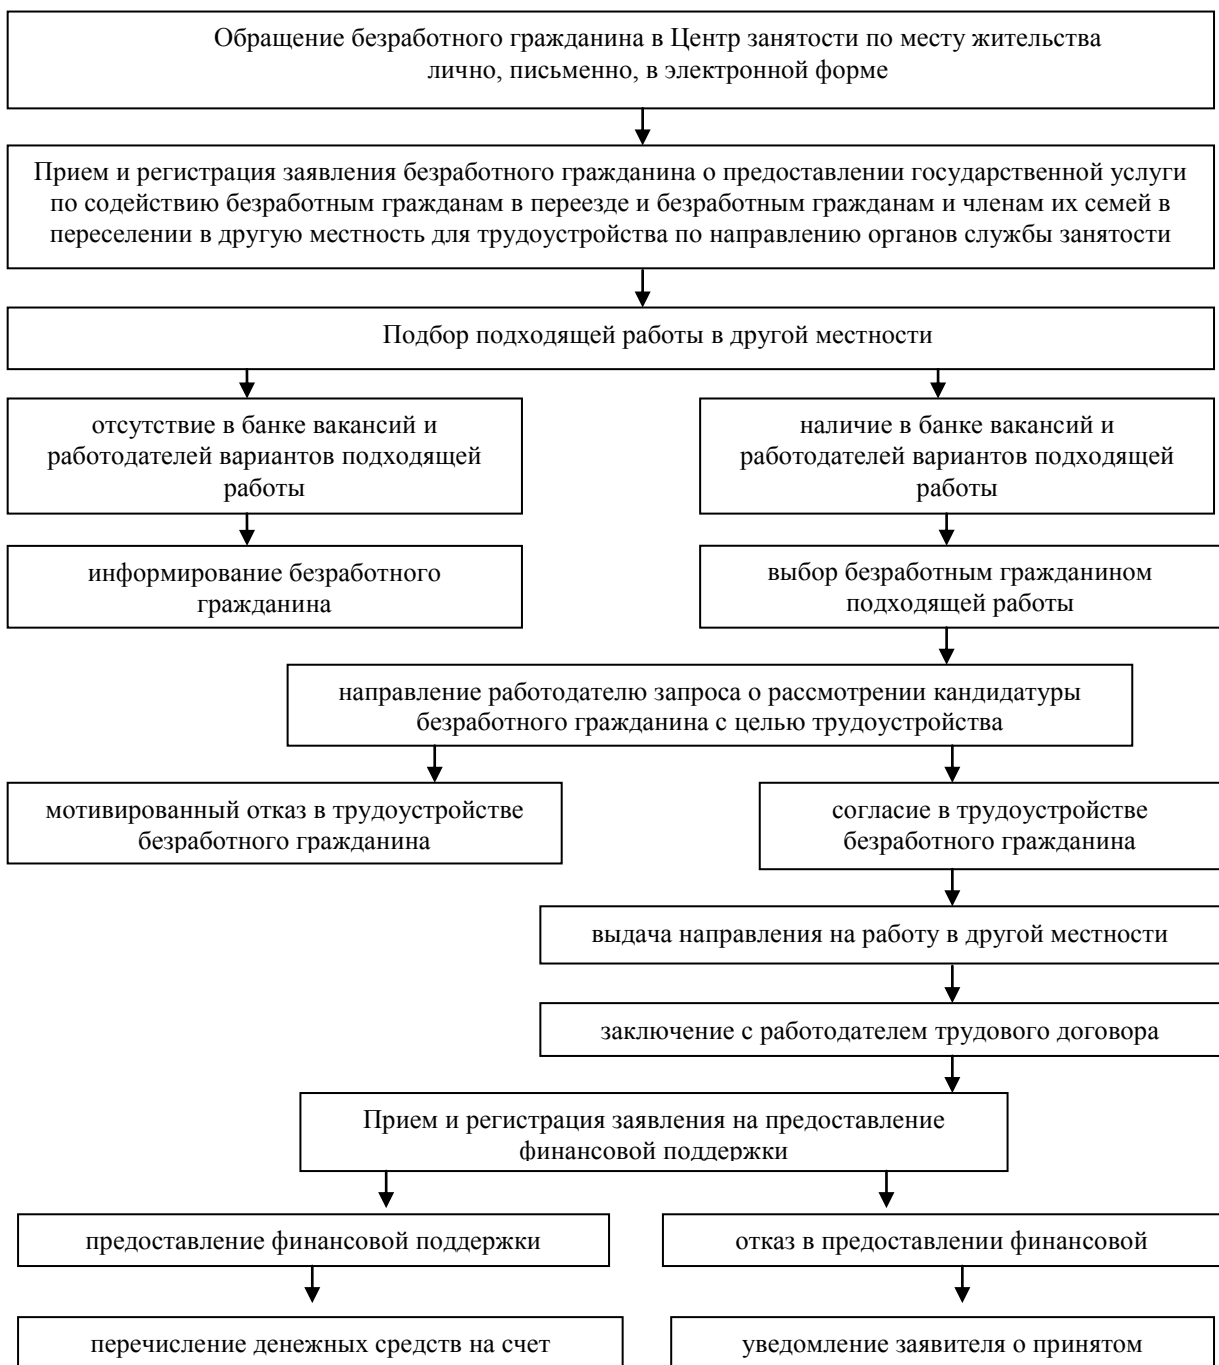 Обращение безработного гражданина в Центр занятости по месту жительства
лично, письменно, в электронной форме
Прием и регистрация заявления безработного гражданина о предоставлении государственной услуги
по содействию безработным гражданам в переезде и безработным гражданам и членам их семей в
переселении в другую местность для трудоустройства по направлению органов службы занятости
Подбор подходящей работы в другой местности
отсутствие в банке вакансий и
работодателей вариантов подходящей
работы
наличие в банке вакансий и
работодателей вариантов подходящей
работы
информирование безработного
гражданина
выбор безработным гражданином
подходящей работы
направление работодателю запроса о рассмотрении кандидатуры
безработного гражданина с целью трудоустройства
мотивированный отказ в трудоустройстве
безработного гражданина
согласие в трудоустройстве
безработного гражданина
выдача направления на работу в другой местности
заключение с работодателем трудового договора
Прием и регистрация заявления на предоставление
финансовой поддержки
предоставление финансовой поддержки
отказ в предоставлении финансовой
перечисление денежных средств на счет
уведомление заявителя о принятом